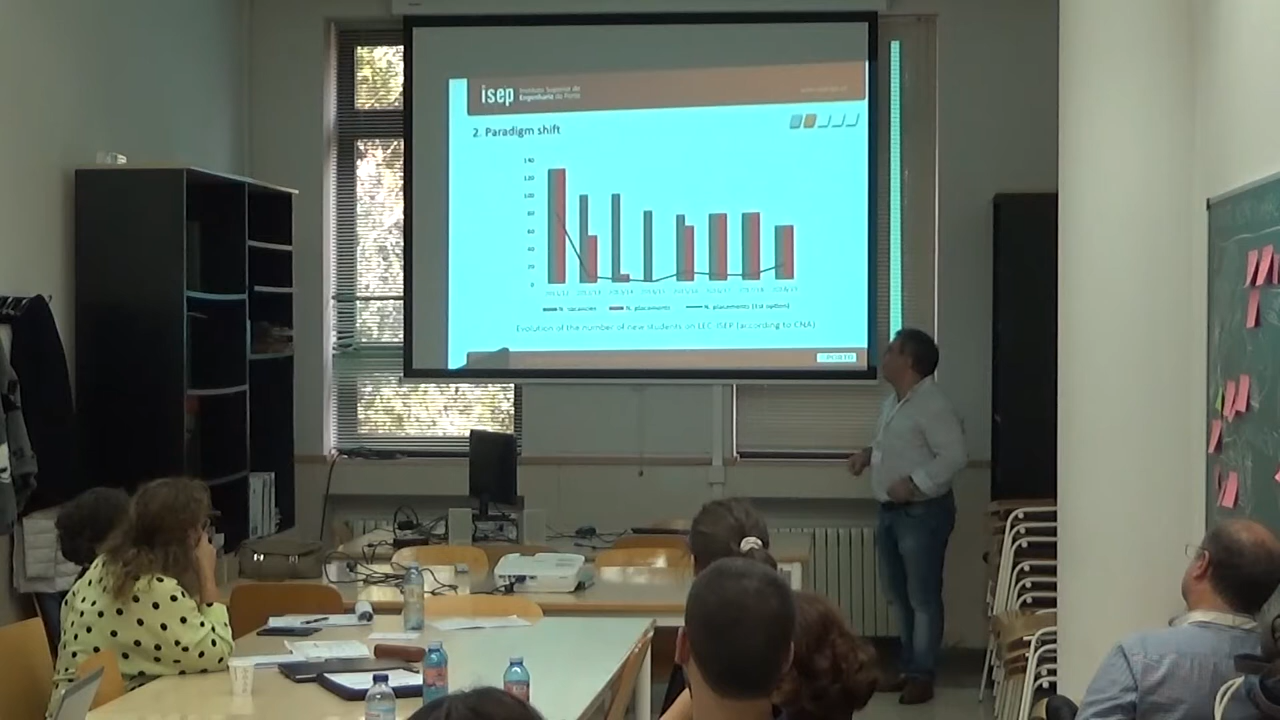 isep Instituto Superior de
Engenharia do Porto
2. Paradigm shift
140
120
100
80
60
40
20
0
N. vacancies N. placements N. placements (1st option)
Evolution of the number of new students on LEC-ISEP (according to CNA)
P.PORTO